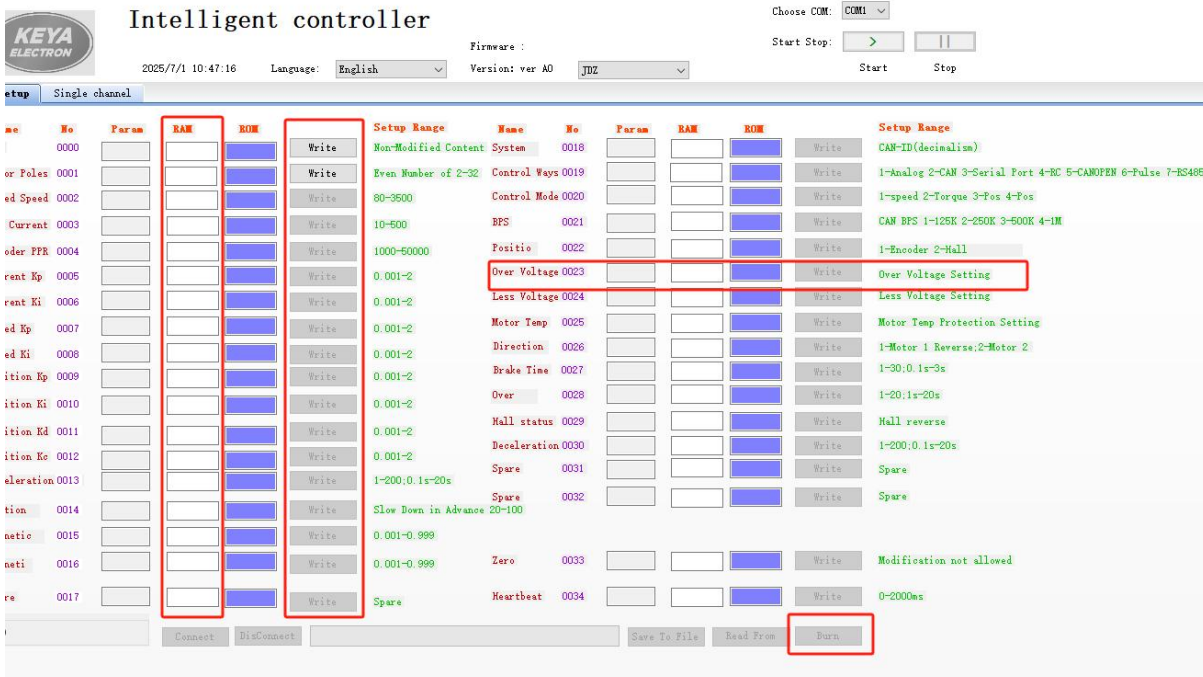 KEYA
ELECTRON
Intelligent controller
Choose COM: COM1
Firmware :
Start Stop:
2025/7/1 10:47:16 Language: English Version: ver A0 JDZ Start Stop
etup Single channel
me No Param RAM ROM Setup Range Name No Param RAM ROM Setup Range
0000 Write Non-Modified Content System 0018 Write CAN-ID(decimalism)
or Poles 0001 Write Even Number of 2-32 Control Ways 0019 Write 1-Analog 2-CAN 3-Serial Port 4-RC 5-CANOPEN 6-Pulse 7-RS485
ed Speed 0002 Write 80-3500 Control Mode 0020 Write 1-speed 2-Torque 3-Pos 4-Pos
Current 0003 Write 10-500 BPS 0021 Write CAN BPS 1-125K 2-250K 3-500K 4-1M
oder PPR 0004 Write 1000-50000 Positio 0022 Write 1-Encoder 2-Hall
rent Kp 0005 Write 0.001-2 Over Voltage 0023 Write Over Voltage Setting
rent Ki 0006 Write 0.001-2 Less Voltage 0024 Write Less Voltage Setting
ed Kp 0007 Write 0.001-2 Motor Temp 0025 Write Motor Temp Protection Setting
ed Ki 0008 Write 0.001-2 Direction 0026 Write 1-Motor 1 Reverse;2-Motor 2
ition Kp 0009 Write 0.001-2 Brake Time 0027 Write 1-30:0.1s-3s
ition Ki 0010 Write 0.001-2 Over 0028 Write 1-20:1s-20s
ition Kd 0011 Write 0.001-2 Hall status 0029 Write Hall reverse
ition Kc 0012 Write 0.001-2 Deceleration 0030 Write 1-200:0.1s-20s
eleration 0013 Write 1-200:0.1s-20s Spare 0031 Write Spare
tion 0014 Write Slow Down in Advance 20-100 Spare 0032 Write Spare
netic 0015 Write 0.001-0.999
neti 0016 Write 0.001-0.999 Zero 0033 Write Modification not allowed
re 0017 Write Spare Heartbeat 0034 Write 0-2000ms
Connect DisConnect Save To File Read From Burn